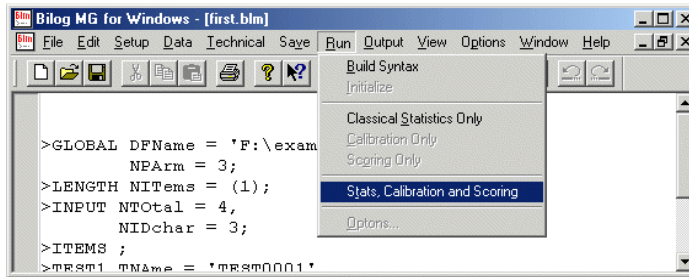 Bilog MG for Windows - [first.blm]
File Edit Setup Data Technical Save Run Output View Options Window Help
Build Syntax
Initialize
Classical Statistics Only
Calibration Only
Scoring Only
Stats, Calibration and Scoring
Optons...
>GLOBAL DFName = 'F:\exam
NPArm = 3;
>LENGTH NITems = (1);
>INPUT NTOtal = 4,
NIDchar = 3;
>ITEMS ;
>TEST1 TNAme = 'TEST0001'